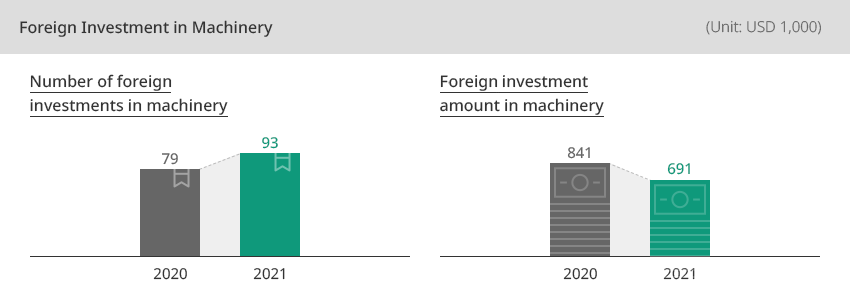 Foreign Investment in Machinery
(Unit: USD 1,000)
Number of foreign
investments in machinery
79
93
2020
2021
Foreign investment
amount in machinery
841
691
2020
2021